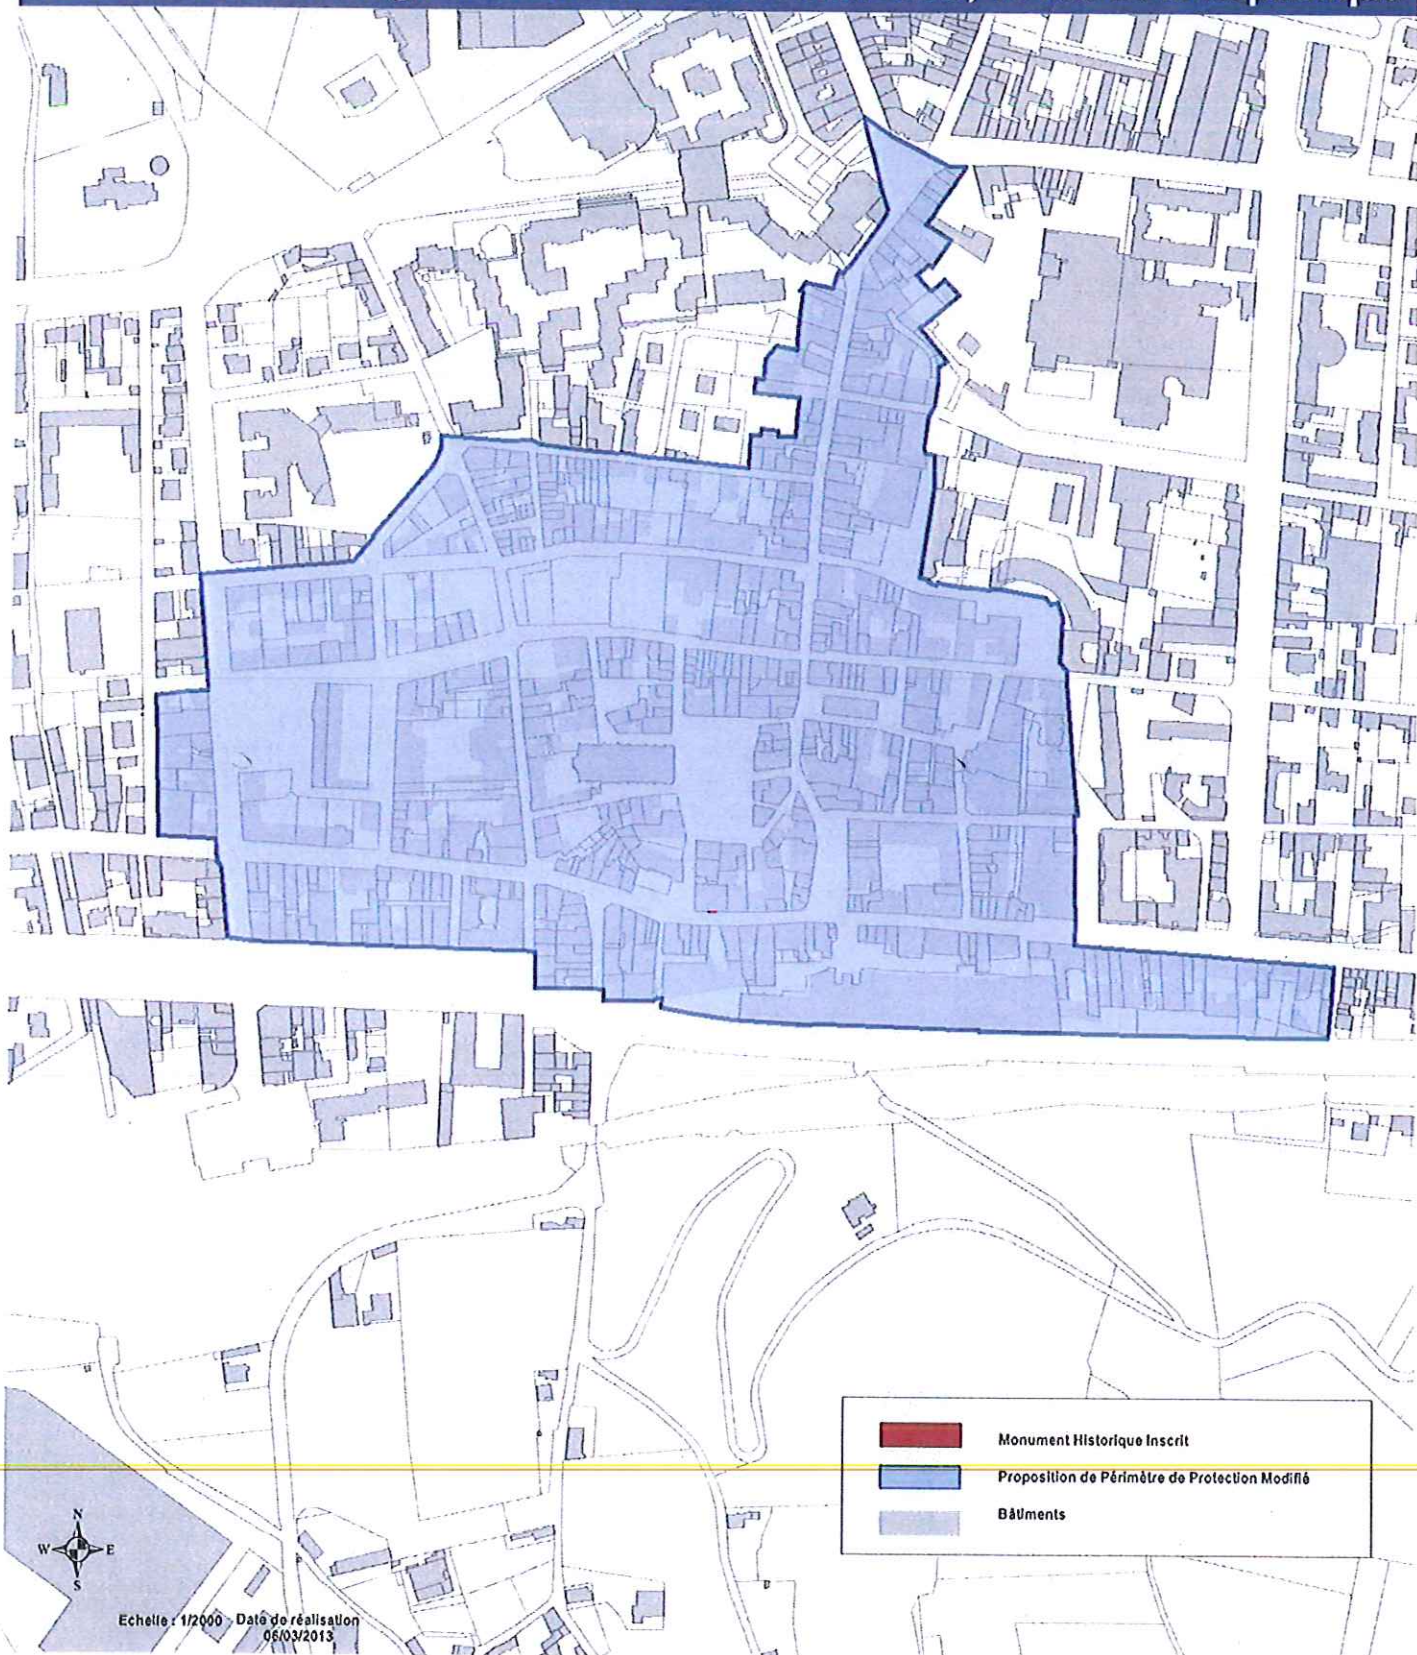 Monument Historique Inscrit
Proposition de Périmètre de Protection Modifié
Bâtiments
N
W E
S
Echelle : 1/2000 Date de réalisation
06/03/2013